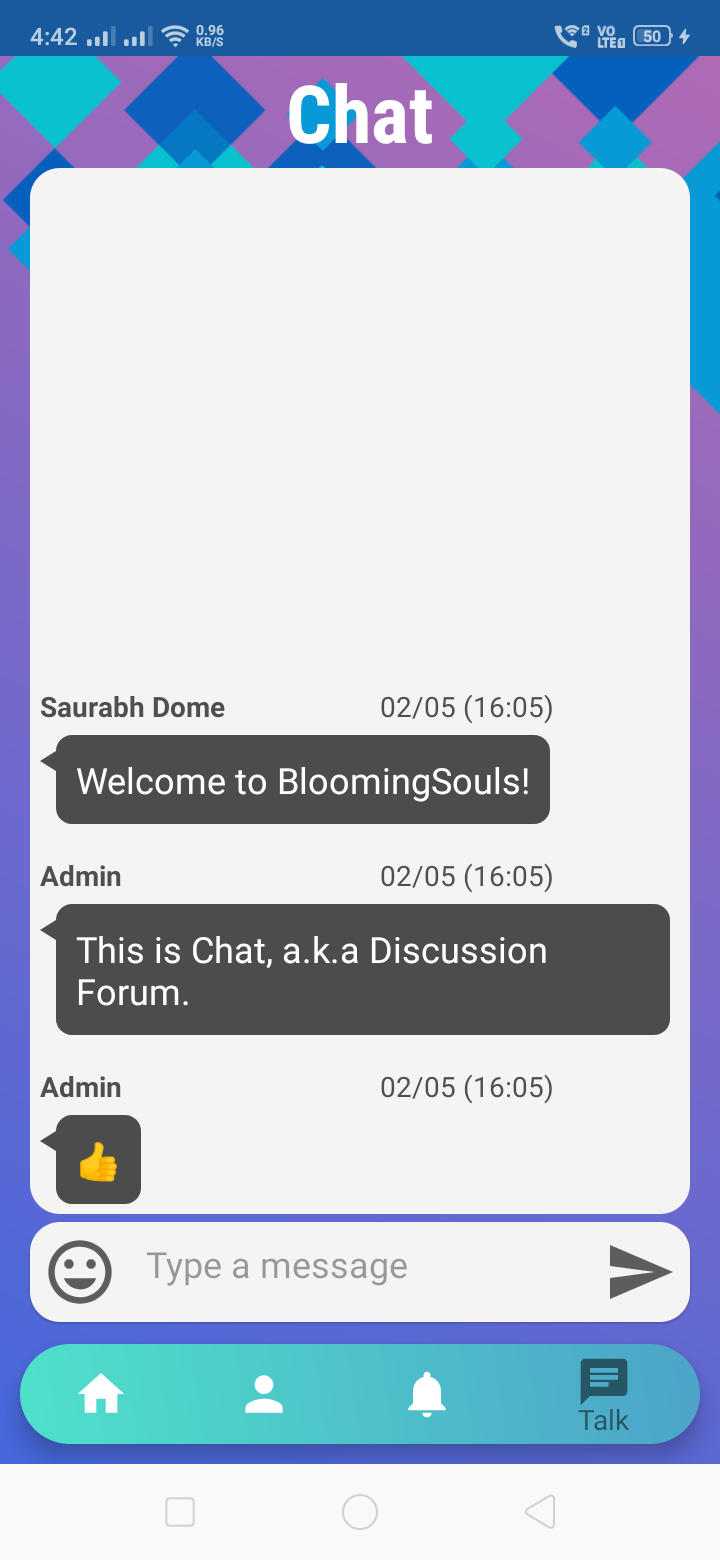 4:42 0.96 KB/S 2 VO LTE 50
Chat
Saurabh Dome 02/05 (16:05)
Welcome to BloomingSouls!
Admin 02/05 (16:05)
This is Chat, a.k.a Discussion
Forum.
Admin 02/05 (16:05)
👍
Type a message
Talk